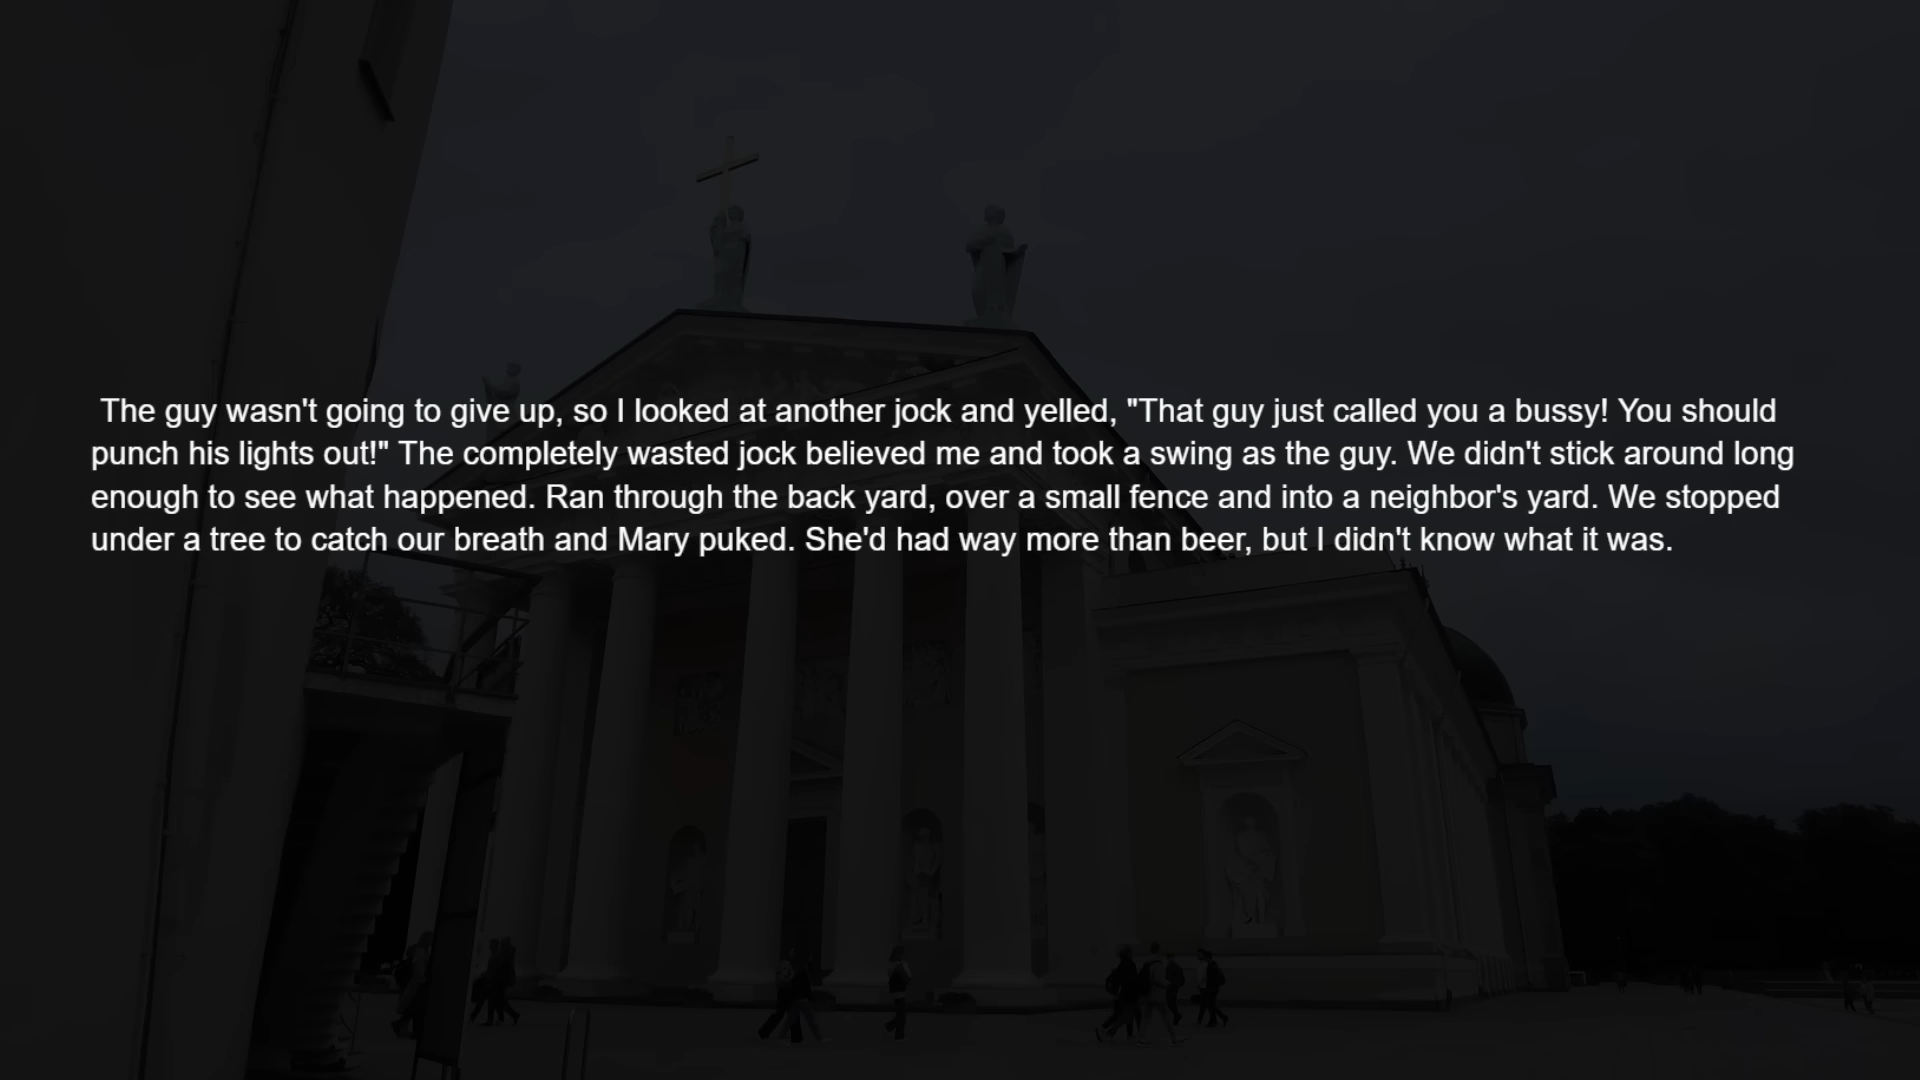 The guy wasn't going to give up, so I looked at another jock and yelled, "That guy just called you a bussy! You should
punch his lights out!" The completely wasted jock believed me and took a swing as the guy. We didn't stick around long
enough to see what happened. Ran through the back yard, over a small fence and into a neighbor's yard. We stopped
under a tree to catch our breath and Mary puked. She'd had way more than beer, but I didn't know what it was.